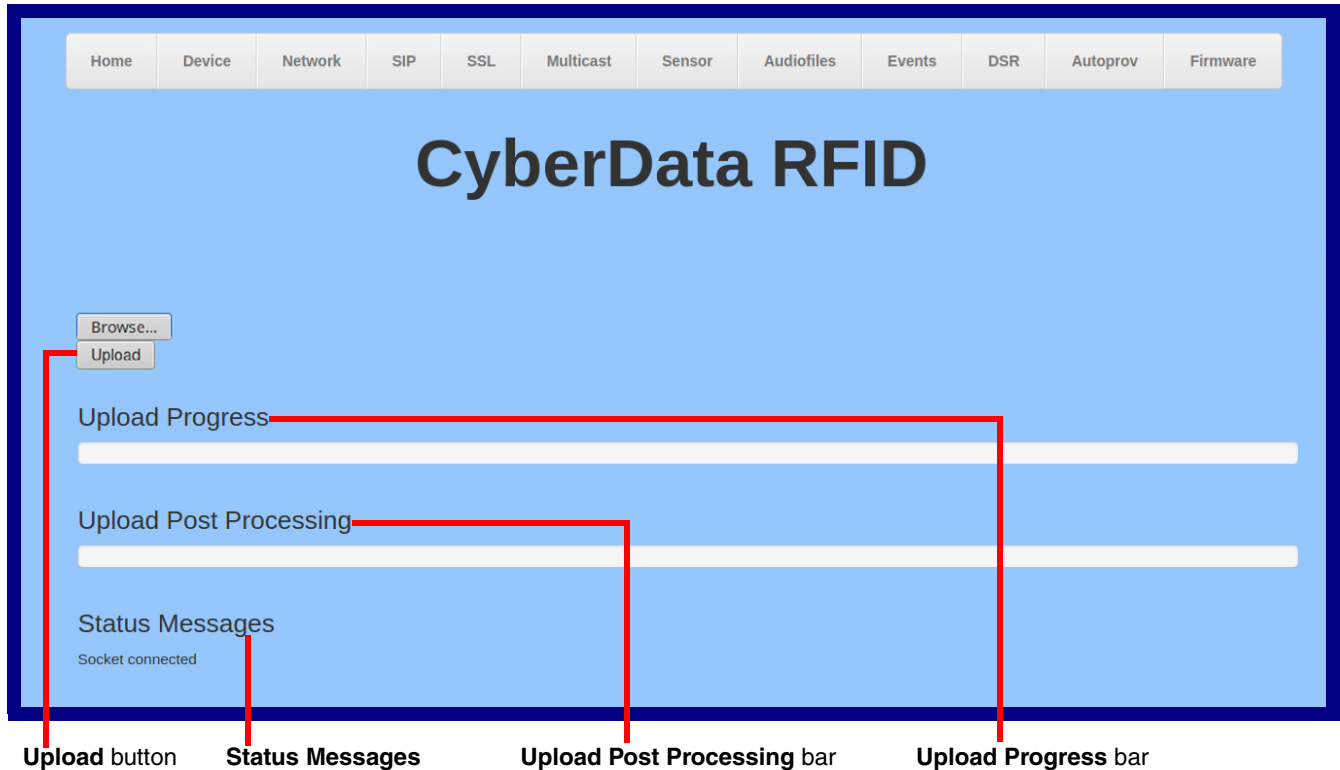 Home Device Network SIP SSL Multicast Sensor Audiofiles Events DSR Autoprov Firmware
CyberData RFID
Browse...
Upload
Upload Progress
Upload Post Processing
Status Messages
Socket connected
Upload button Status Messages Upload Post Processing bar Upload Progress bar